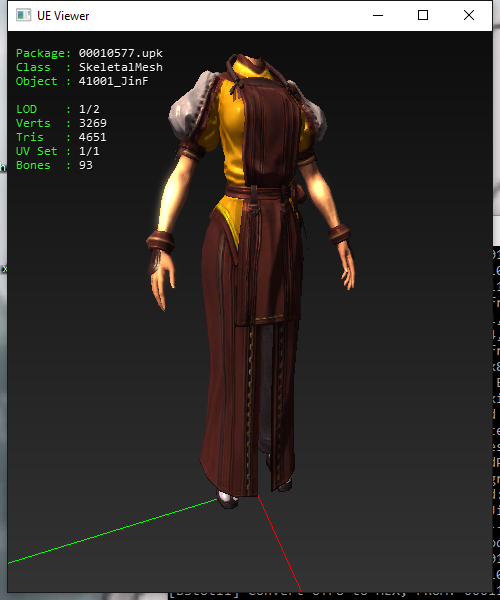 UE Viewer
Package: 00010577.upk
Class : SkeletalMesh
Object : 41001_JinF
LOD : 1/2
Verts : 3269
Tris : 4651
UV Set : 1/1
Bones : 93